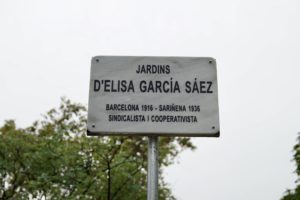 JARDINS
D'ELISA GARCÍA SÁEZ
BARCELONA 1916 - SARIÑENA 1936
SINDICALISTA I COOPERATIVISTA